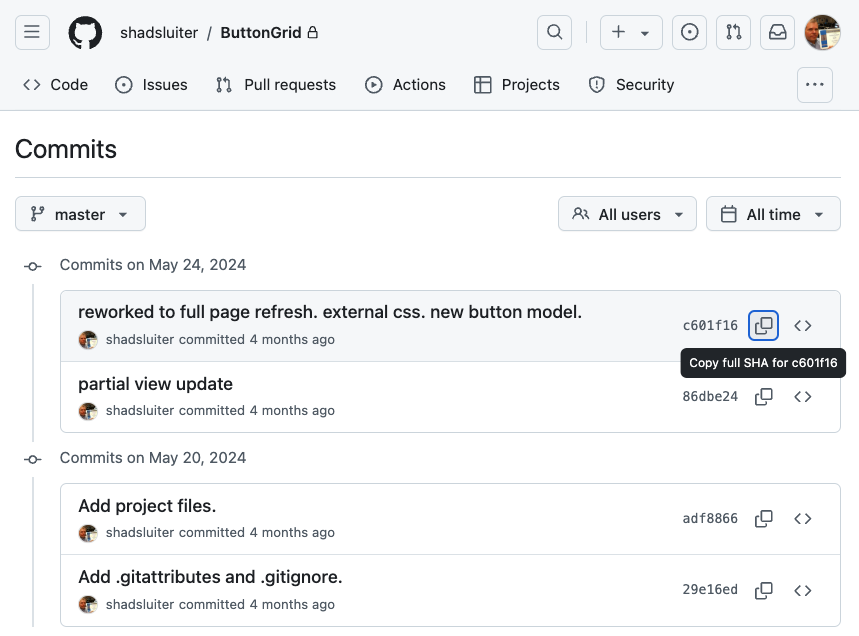 shadsluiter / ButtonGrid
Code Issues Pull requests Actions Projects Security
Commits
master All users All time
Commits on May 24, 2024
reworked to full page refresh. external css. new button model.
c601f16
shadsluiter committed 4 months ago
Copy full SHA for c601f16
partial view update
86dbe24
shadsluiter committed 4 months ago
Commits on May 20, 2024
Add project files.
adf8866
shadsluiter committed 4 months ago
Add .gitattributes and .gitignore.
29e16ed
shadsluiter committed 4 months ago